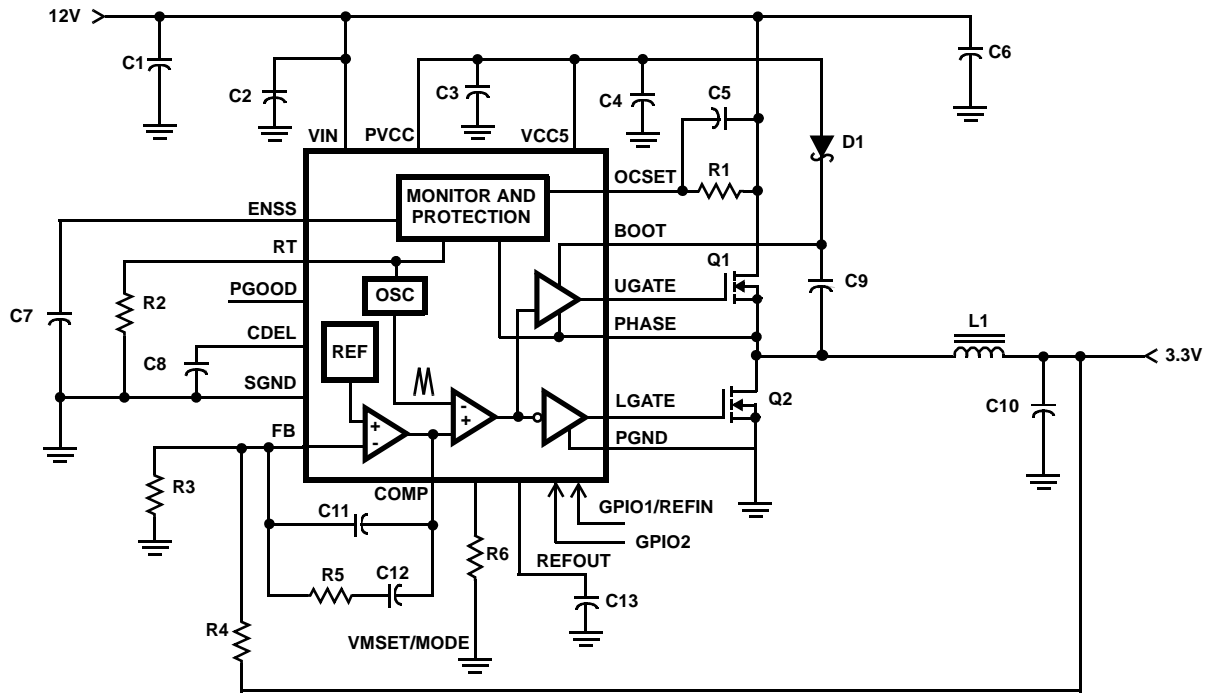 12V
C1
C2
C3
C4
C5
C6
VIN
PVCC
VCC5
D1
MONITOR AND
PROTECTION
OCSET
R1
ENSS
BOOT
RT
Q1
C9
PGOOD
R2
OSC
UGATE
C7
CDEL
PHASE
L1
C8
REF
3.3V
SGND
LGATE
Q2
C10
FB
+
-
-
+
PGND
R3
COMP
C11
GPIO1/REFIN
GPIO2
R6
REFOUT
R5
C12
C13
R4
VMSET/MODE